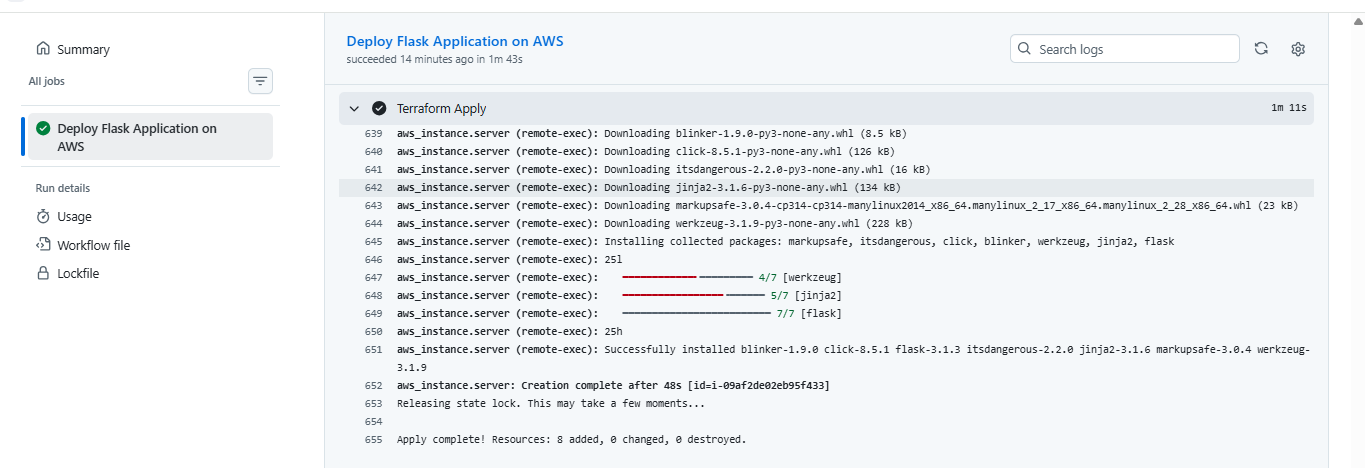 Summary
All jobs
Deploy Flask Application on
AWS
Run details
Usage
Workflow file
Lockfile
Deploy Flask Application on AWS
succeeded 14 minutes ago in 1m 43s
Search logs
Terraform Apply
1m 11s
639 aws_instance.server (remote-exec): Downloading blinker-1.9.0-py3-none-any.whl (8.5 kB)
640 aws_instance.server (remote-exec): Downloading click-8.5.1-py3-none-any.whl (126 kB)
641 aws_instance.server (remote-exec): Downloading itsdangerous-2.2.0-py3-none-any.whl (16 kB)
642 aws_instance.server (remote-exec): Downloading jinja2-3.1.6-py3-none-any.whl (134 kB)
643 aws_instance.server (remote-exec): Downloading markupsafe-3.0.4-cp314-cp314-manylinux2014_x86_64.manylinux_2_17_x86_64.manylinux_2_28_x86_64.whl (23 kB)
644 aws_instance.server (remote-exec): Downloading werkzeug-3.1.9-py3-none-any.whl (228 kB)
645 aws_instance.server (remote-exec): Installing collected packages: markupsafe, itsdangerous, click, blinker, werkzeug, jinja2, flask
646 aws_instance.server (remote-exec): 25l
647 aws_instance.server (remote-exec): 4/7 [werkzeug]
648 aws_instance.server (remote-exec): 5/7 [jinja2]
649 aws_instance.server (remote-exec): 7/7 [flask]
650 aws_instance.server (remote-exec): 25h
651 aws_instance.server (remote-exec): Successfully installed blinker-1.9.0 click-8.5.1 flask-3.1.3 itsdangerous-2.2.0 jinja2-3.1.6 markupsafe-3.0.4 werkzeug-
3.1.9
652 aws_instance.server: Creation complete after 48s [id=i-09af2de02eb95f433]
653 Releasing state lock. This may take a few moments...
654
655 Apply complete! Resources: 8 added, 0 changed, 0 destroyed.